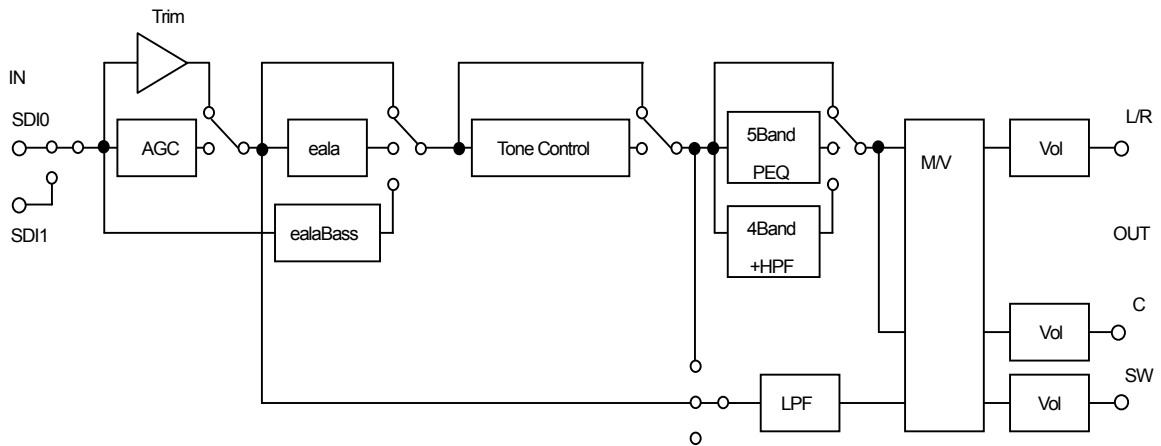 Trim
IN
SDI0
SDI1
AGC
eala
ealaBass
Tone Control
5Band
PEQ
4Band
+HPF
LPF
M/V
Vol
L/R
OUT
Vol
C
Vol
SW